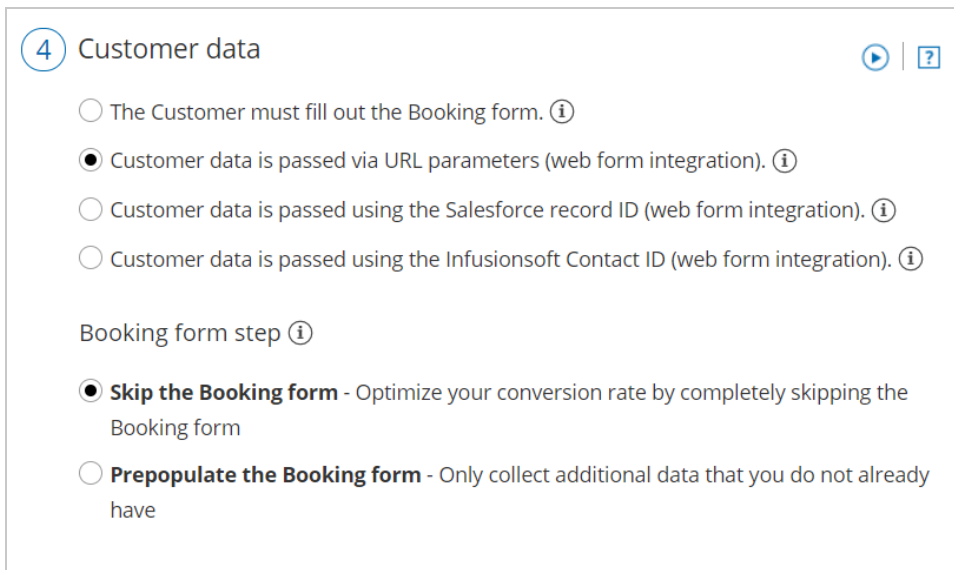 4 Customer data
?
The Customer must fill out the Booking form. i
Customer data is passed via URL parameters (web form integration). i
Customer data is passed using the Salesforce record ID (web form integration). i
Customer data is passed using the Infusionsoft Contact ID (web form integration). i
Booking form step i
Skip the Booking form - Optimize your conversion rate by completely skipping the
Booking form
Prepopulate the Booking form - Only collect additional data that you do not already
have